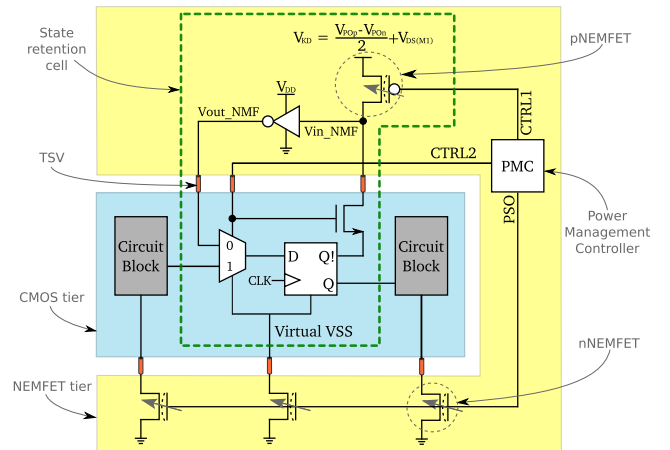 State
retention
cell
V_KD = (V_POp-V_POn)/2 +V_DS(M1)
pNEMFET
V_DD
Vout_NMF
Vin_NMF
CTRL1
CTRL2
TSV
PMC
PSO
Power
Management
Controller
Circuit
Block
0
1
D
Q!
CLK
Q
Circuit
Block
CMOS tier
Virtual VSS
nNEMFET
NEMFET tier